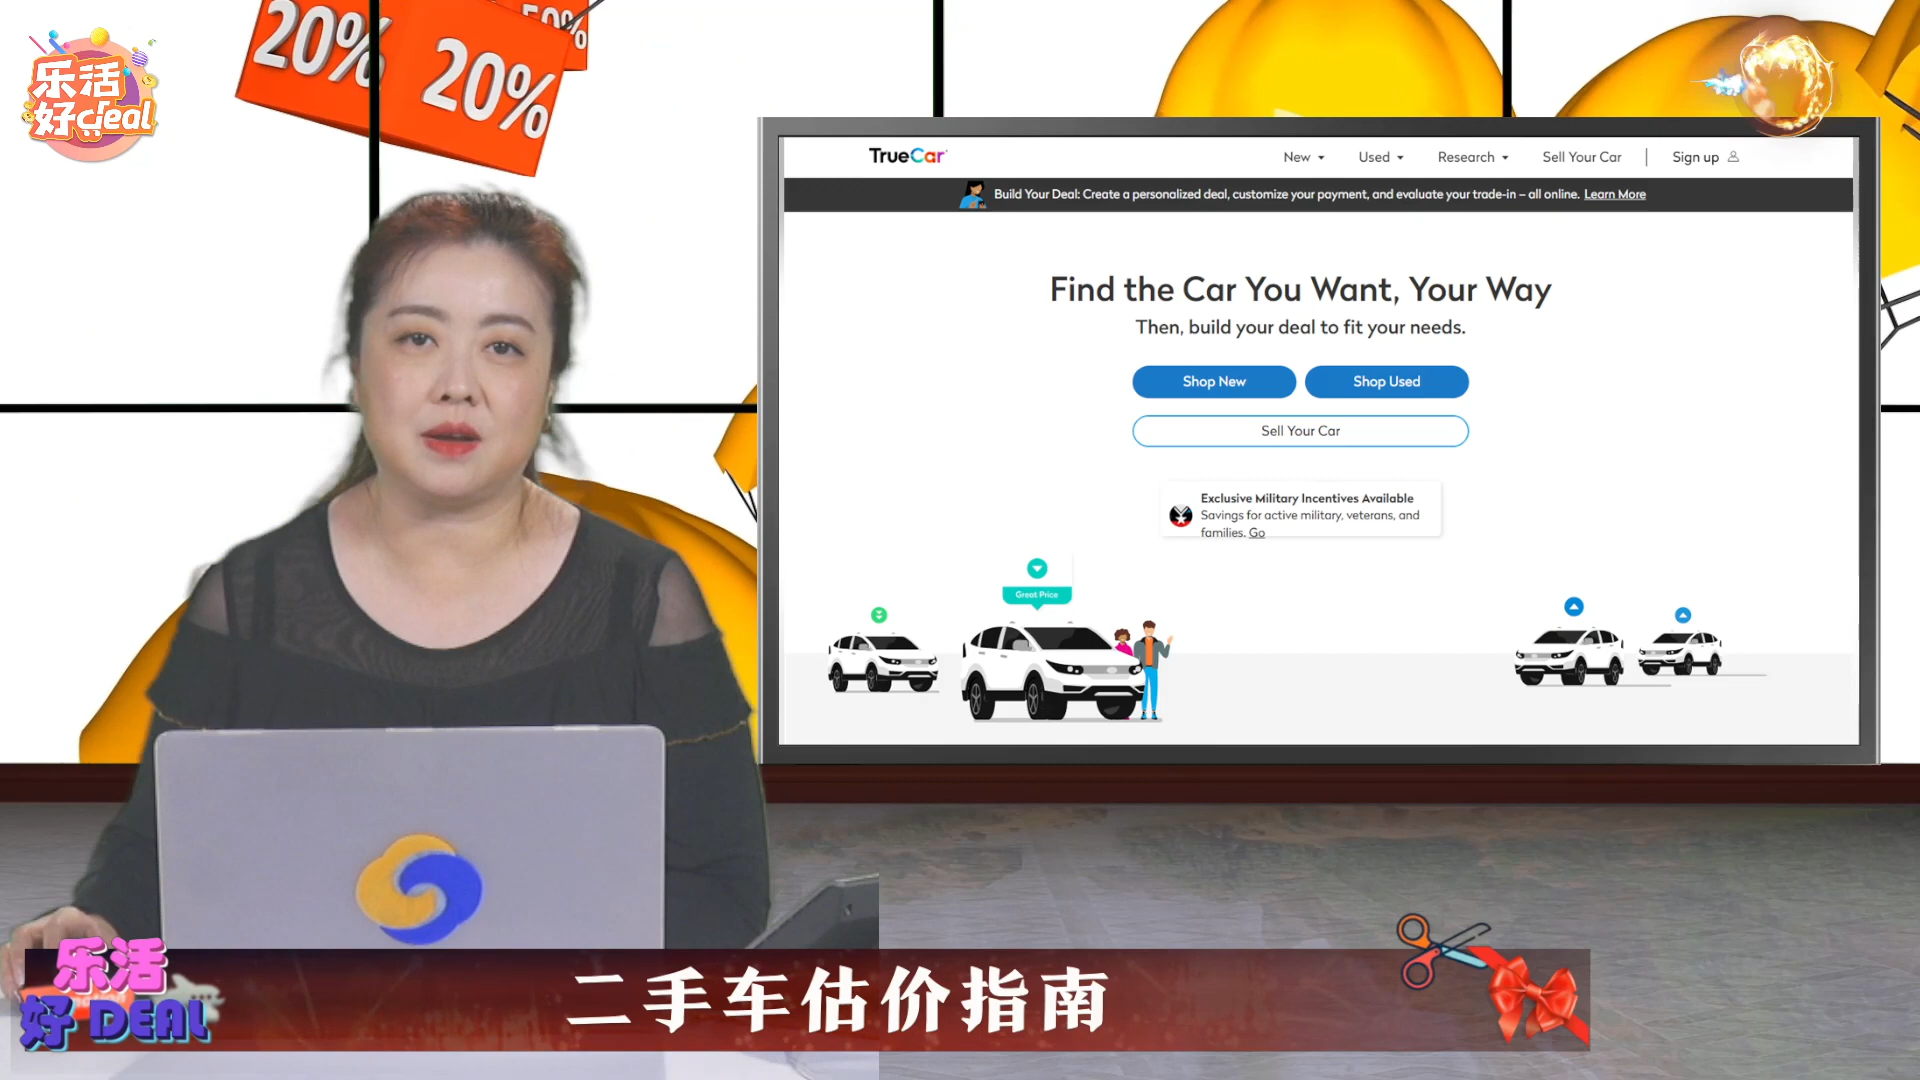 乐活
好deal
20%
20%
50%
TrueCar
New
Used
Research
Sell Your Car
Sign up
Build Your Deal: Create a personalized deal, customize your payment, and evaluate your trade-in – all online. Learn More
Find the Car You Want, Your Way
Then, build your deal to fit your needs.
Shop New
Shop Used
Sell Your Car
Exclusive Military Incentives Available
Savings for active military, veterans, and
families. Go
Great Price
乐活
好 DEAL
二手车估价指南